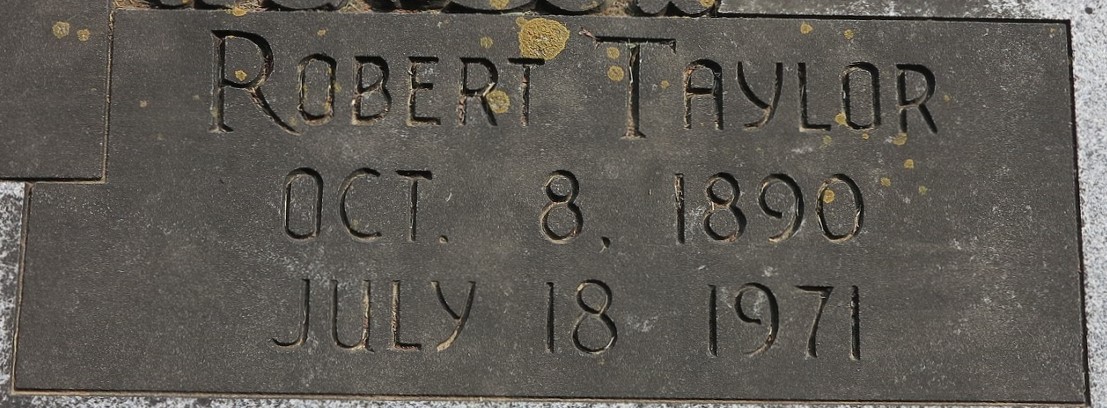 Robert Taylor
Oct. 8, 1890
July 18 1971